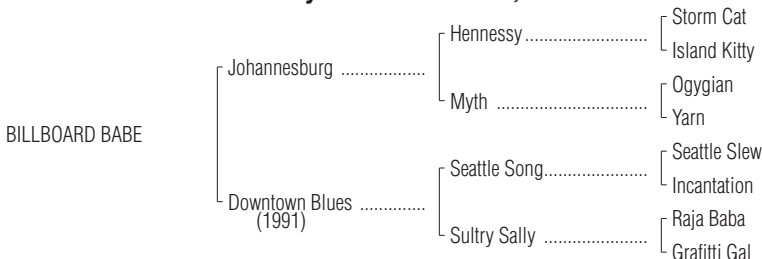 Storm Cat
Hennessy
Island Kitty
Johannesburg
Ogygian
Myth
Yarn
BILLBOARD BABE
Seattle Slew
Seattle Song
Incantation
Downtown Blues
(1991)
Raja Baba
Sultry Sally
Grafitti Gal